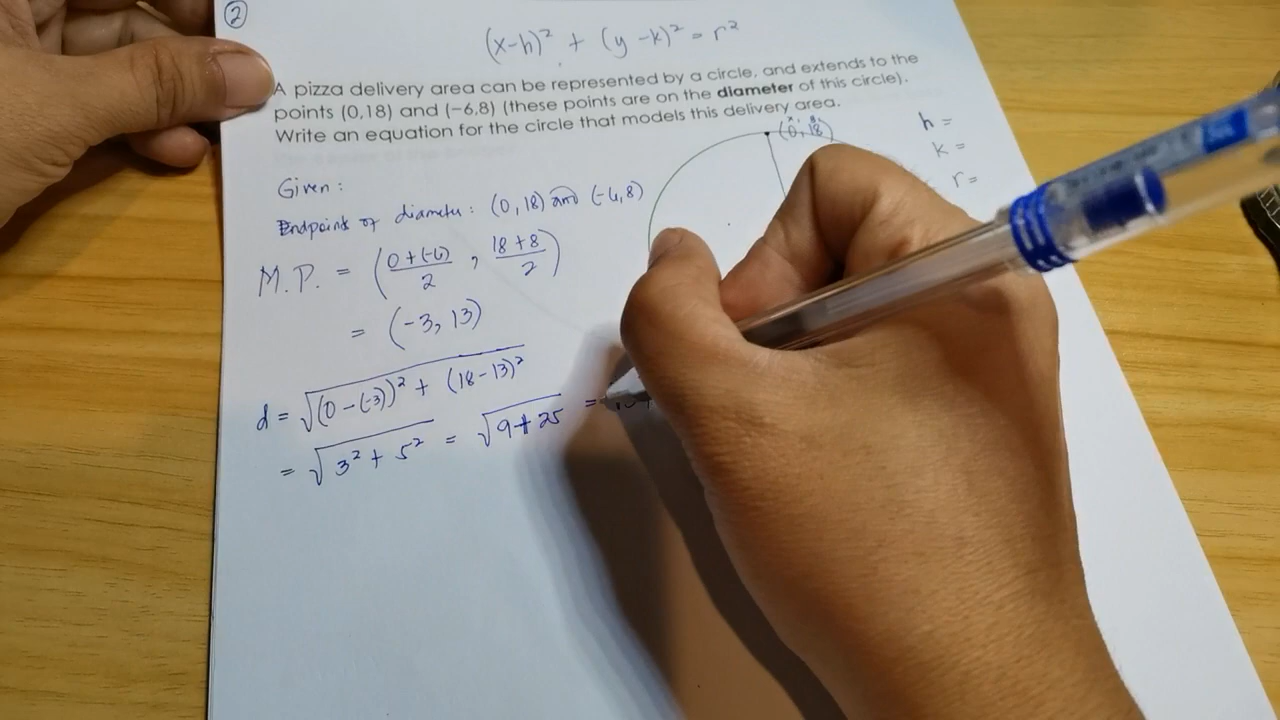 ②
(x-h)² + (y-k)² = r²
A pizza delivery area can be represented by a circle, and extends to the
points (0,18) and (−6,8) (these points are on the diameter of this circle).
Write an equation for the circle that models this delivery area.
(0, 18)
h =
k =
r =
Given:
Endpoints of diameter: (0, 18) and (-6, 8)
M.P. = (0+(-6)/2 , 18+8/2)
= (-3, 13)
d = √(0-(-3))² + (18-13)²
= √3² + 5² = √9+25 =